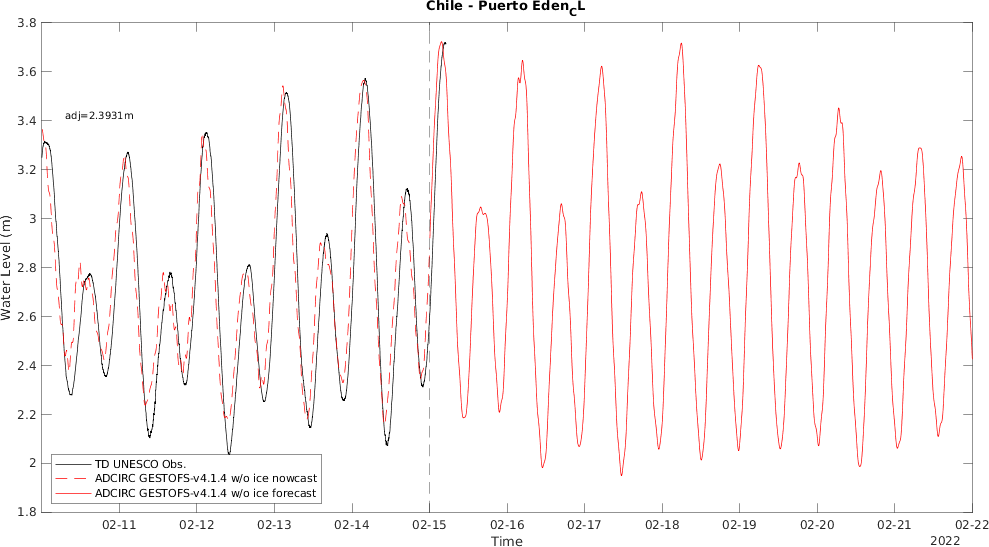 Chile - Puerto Eden_CL
3.8
3.6
3.4
3.2
3
2.8
2.6
2.4
2.2
2
1.8
Water Level (m)
adj=2.3931m
TD UNESCO Obs.
ADCIRC GESTOFS-v4.1.4 w/o ice nowcast
ADCIRC GESTOFS-v4.1.4 w/o ice forecast
02-11 02-12 02-13 02-14 02-15 02-16 02-17 02-18 02-19 02-20 02-21 02-22
Time
2022